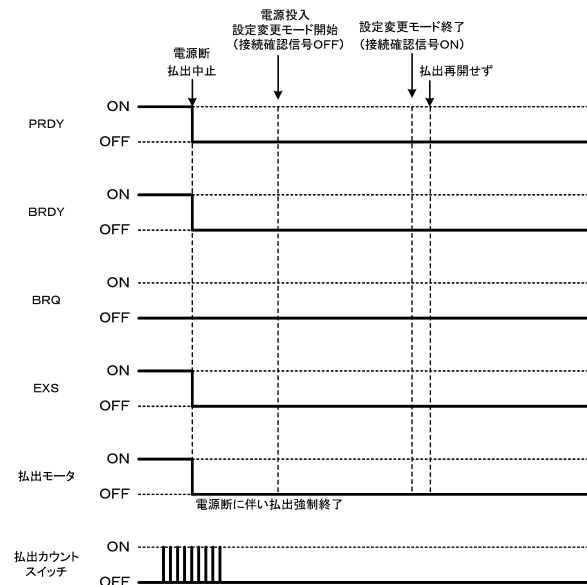 電源投入
設定変更モード開始
(接続確認信号OFF)
設定変更モード終了
(接続確認信号ON)
電源断
払出中止
払出再開せず
ON
PRDY
OFF
ON
BRDY
OFF
ON
BRQ
OFF
ON
EXS
OFF
ON
払出モータ
OFF
電源断に伴い払出強制終了
ON
払出カウント
スイッチ
OFF